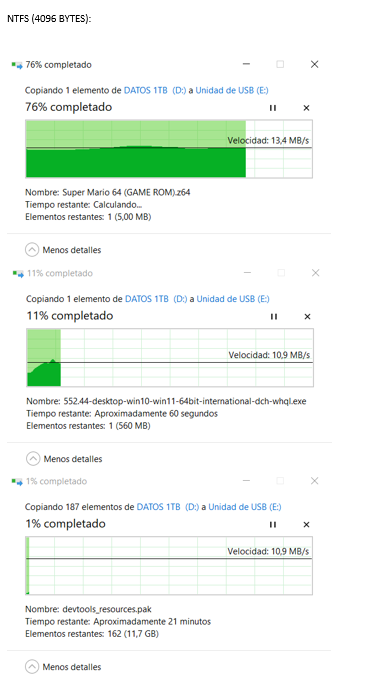 NTFS (4096 BYTES):
76% completado
Copiando 1 elemento de DATOS 1TB (D:) a Unidad de USB (E:)
76% completado
Velocidad: 13,4 MB/s
Nombre: Super Mario 64 (GAME ROM).z64
Tiempo restante: Calculando...
Elementos restantes: 1 (5,00 MB)
Menos detalles
11% completado
Copiando 1 elemento de DATOS 1TB (D:) a Unidad de USB (E:)
11% completado
Velocidad: 10,9 MB/s
Nombre: 552.44-desktop-win10-win11-64bit-international-dch-whql.exe
Tiempo restante: Aproximadamente 60 segundos
Elementos restantes: 1 (560 MB)
Menos detalles
1% completado
Copiando 187 elementos de DATOS 1TB (D:) a Unidad de USB (E:)
1% completado
Velocidad: 10,9 MB/s
Nombre: devtools_resources.pak
Tiempo restante: Aproximadamente 21 minutos
Elementos restantes: 162 (11,7 GB)
Menos detalles